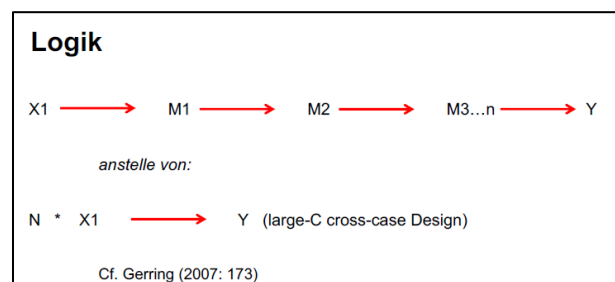 Logik
X1 M1 M2 M3...n Y
anstelle von:
N * X1 Y (large-C cross-case Design)
Cf. Gerring (2007: 173)